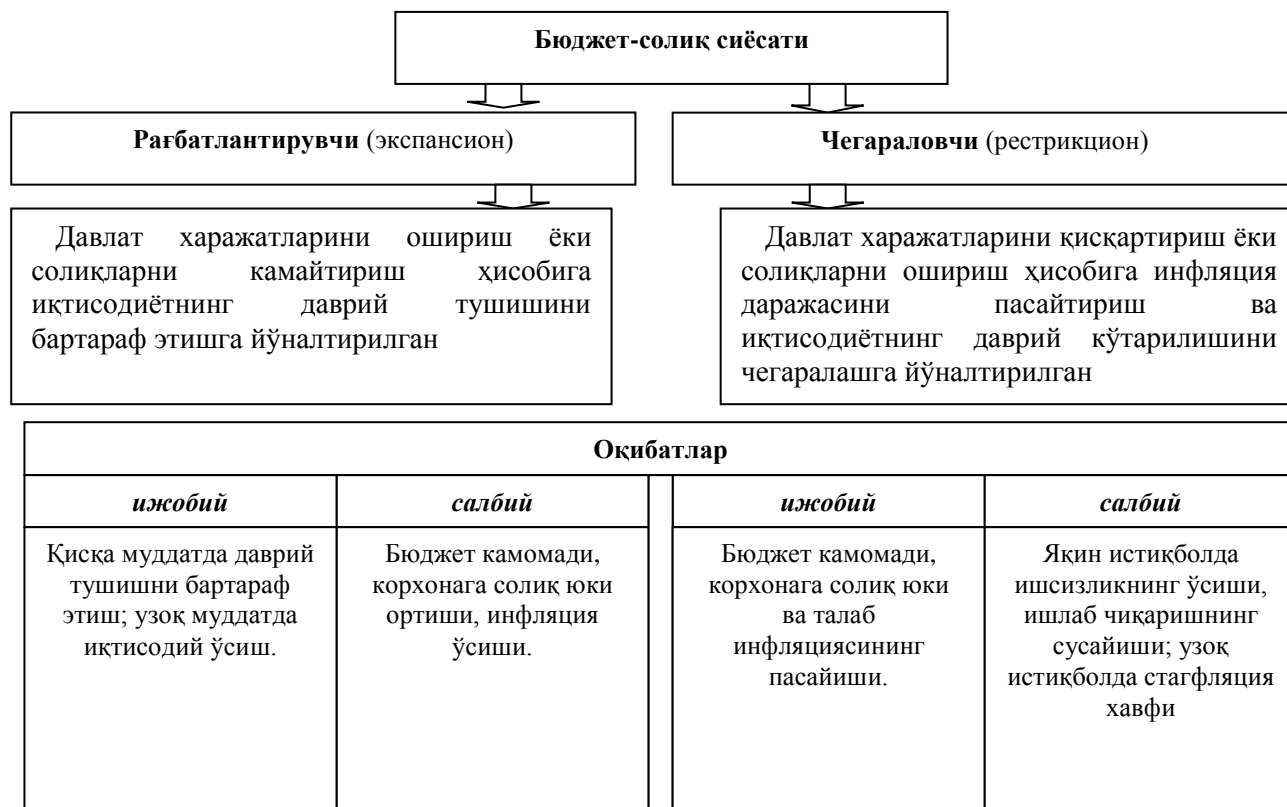 Бюджет-солиқ сиёсати
Рағбатлантирувчи (экспансион)
Чегараловчи (рестрикцион)
Давлат харажатларини ошириш ёки
солиқларни камайтириш ҳисобига
иқтисодиётнинг даврий тушишини
бартараф этишга йўналтирилган
Давлат харажатларини қисқартириш ёки
солиқларни ошириш ҳисобига инфляция
даражасини пасайтириш ва
иқтисодиётнинг даврий кўтарилишини
чегаралашга йўналтирилган
Оқибатлар
ижобий
салбий
ижобий
салбий
Қисқа муддатда даврий
тушишни бартараф
этиш; узоқ муддатда
иқтисодий ўсиш.
Бюджет камомади,
корхонага солиқ юки
ортиши, инфляция
ўсиши.
Бюджет камомади,
корхонага солиқ юки
ва талаб
инфляциясининг
пасайиши.
Яқин истиқболда
ишсизликнинг ўсиши,
ишлаб чиқаришнинг
сусайиши; узоқ
истиқболда стагфляция
хавфи